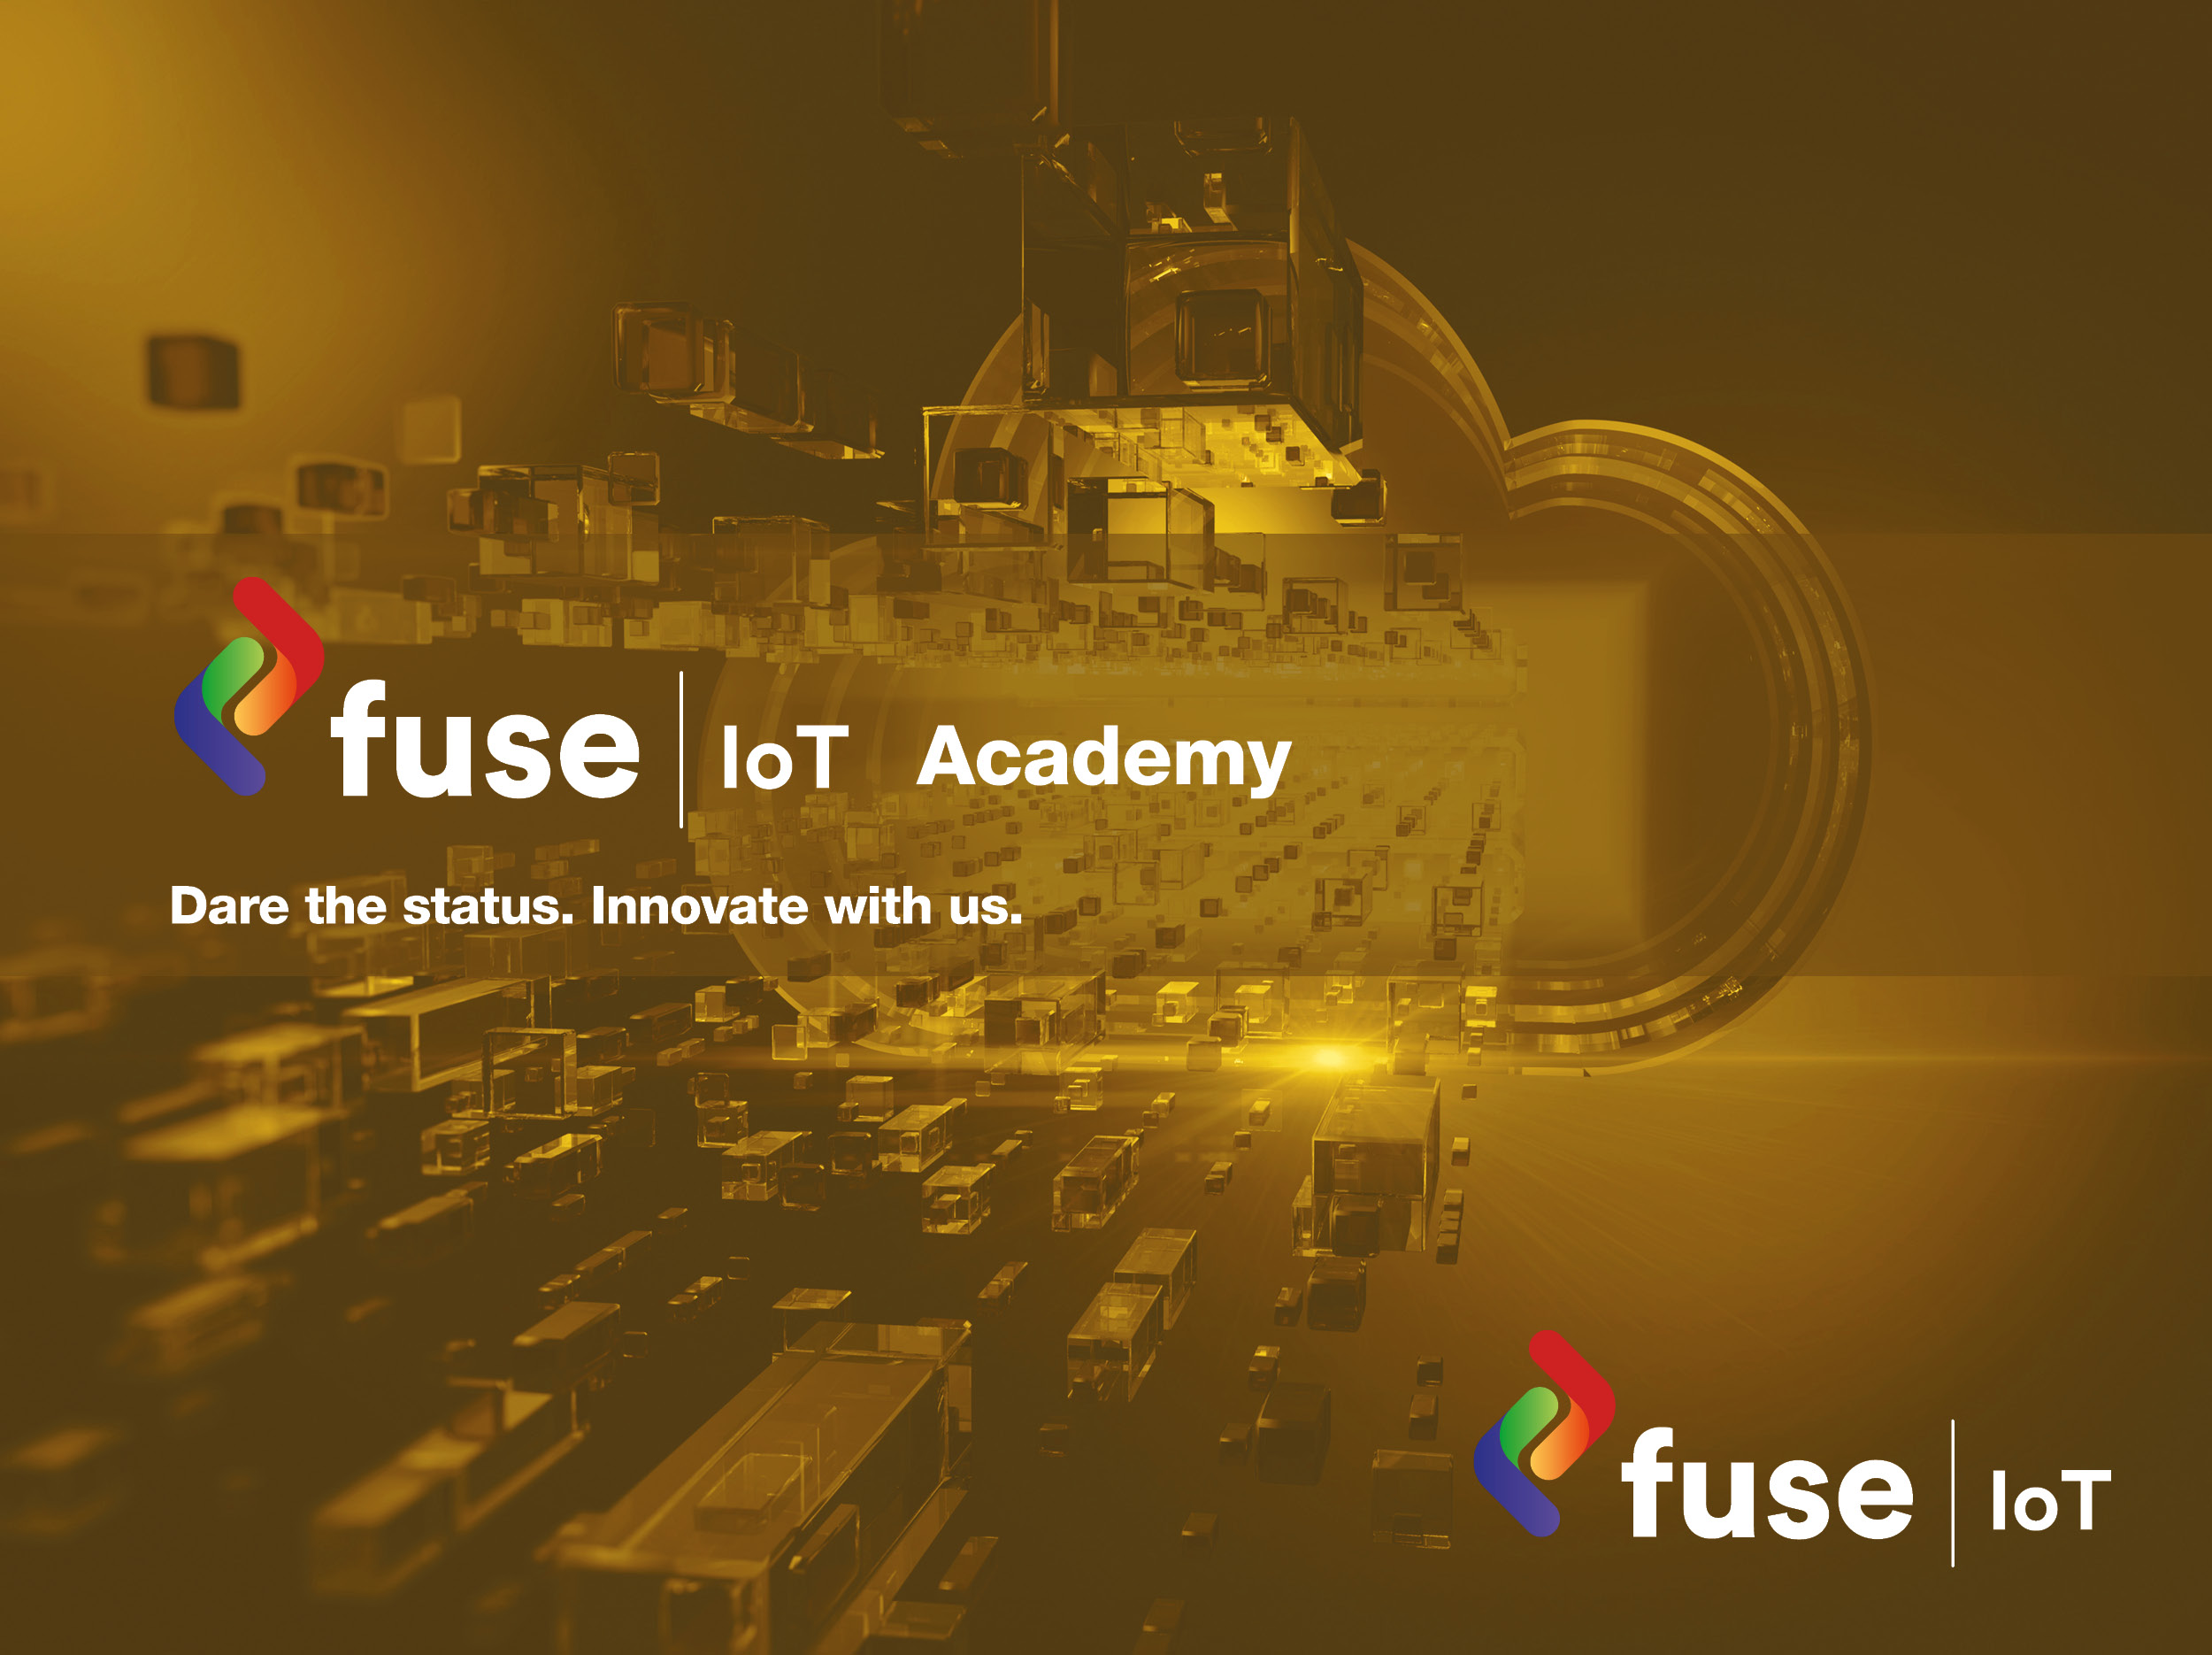 fuse | IoT Academy
Dare the status. Innovate with us.
fuse | IoT